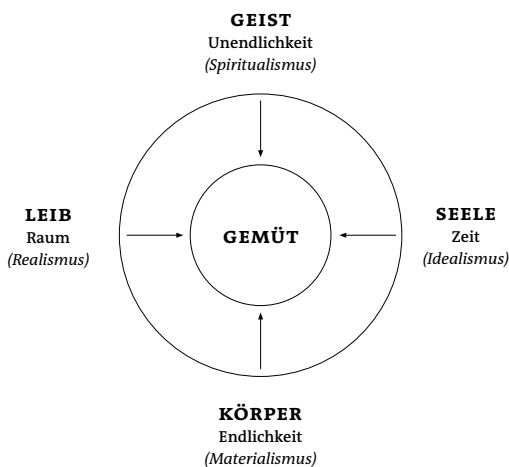 GEIST
Unendlichkeit
(Spiritualismus)
LEIB
Raum
(Realismus)
GEMÜT
SEELE
Zeit
(Idealismus)
KÖRPER
Endlichkeit
(Materialismus)